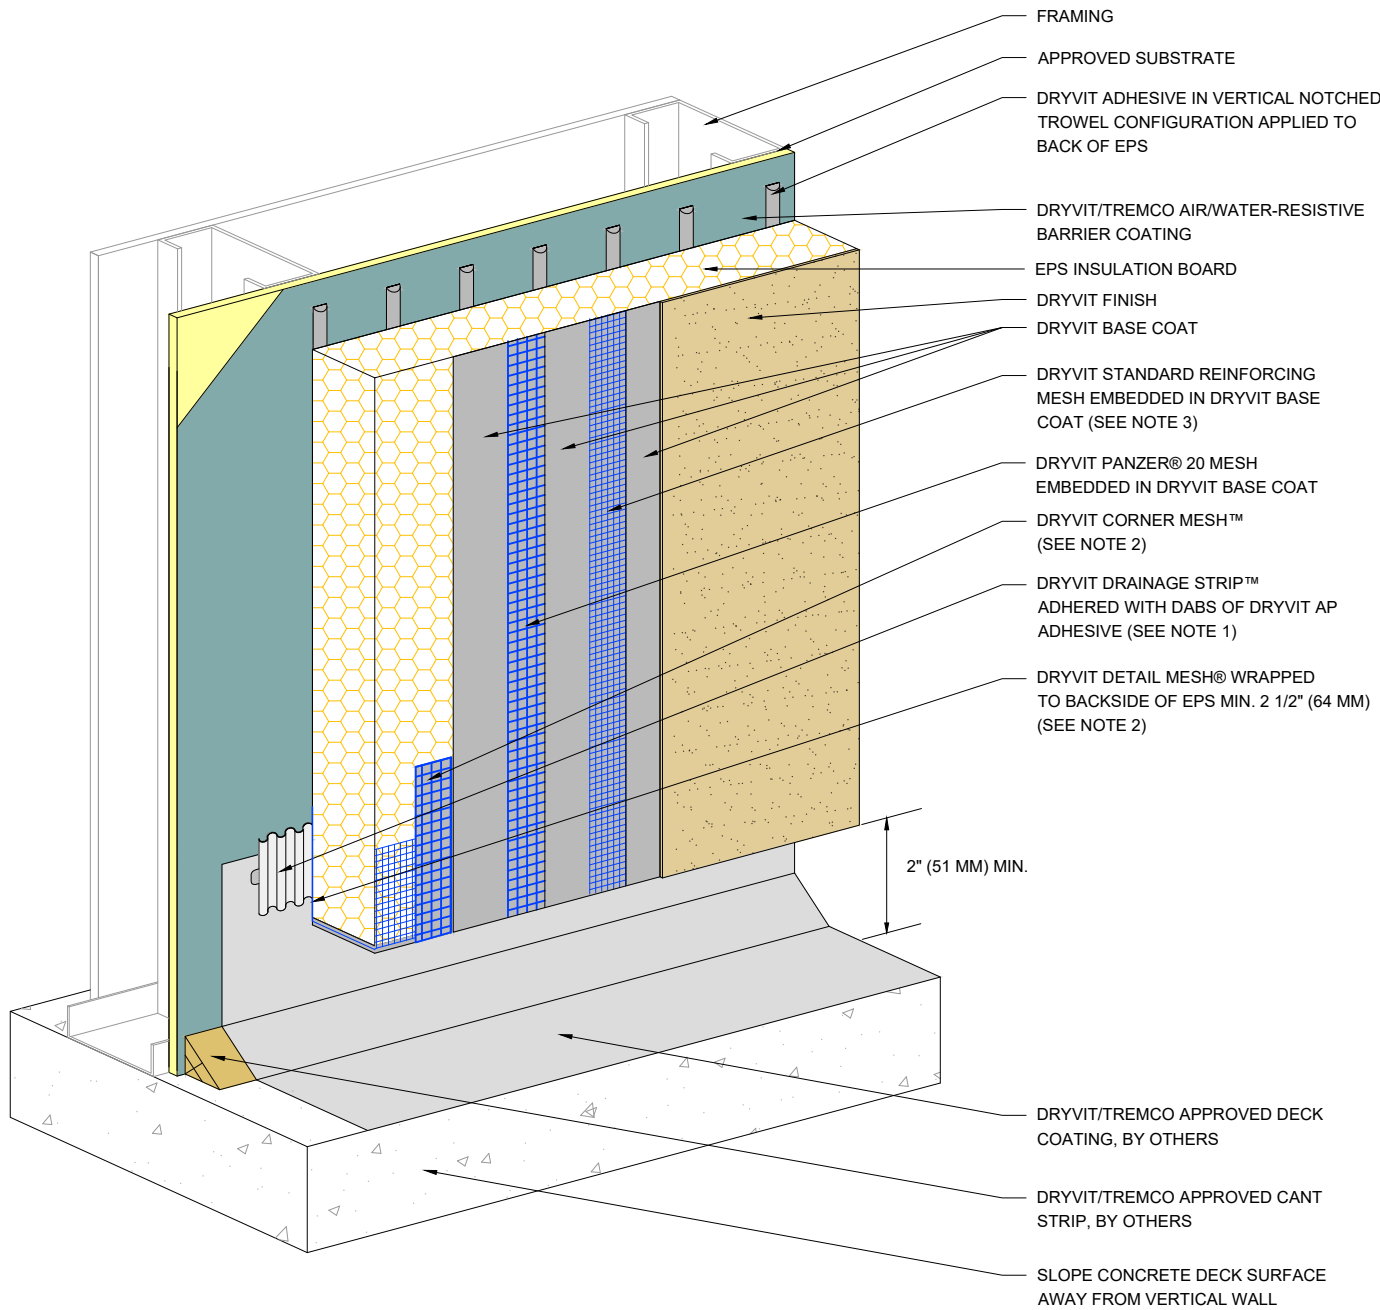 FRAMING
APPROVED SUBSTRATE
DRYVIT ADHESIVE IN VERTICAL NOTCHED
TROWEL CONFIGURATION APPLIED TO
BACK OF EPS
DRYVIT/TREMCO AIR/WATER-RESISTIVE
BARRIER COATING
EPS INSULATION BOARD
DRYVIT FINISH
DRYVIT BASE COAT
DRYVIT STANDARD REINFORCING
MESH EMBEDDED IN DRYVIT BASE
COAT (SEE NOTE 3)
DRYVIT PANZER® 20 MESH
EMBEDDED IN DRYVIT BASE COAT
DRYVIT CORNER MESH™
(SEE NOTE 2)
DRYVIT DRAINAGE STRIP™
ADHERED WITH DABS OF DRYVIT AP
ADHESIVE (SEE NOTE 1)
DRYVIT DETAIL MESH® WRAPPED
TO BACKSIDE OF EPS MIN. 2 1/2" (64 MM)
(SEE NOTE 2)
2" (51 MM) MIN.
DRYVIT/TREMCO APPROVED DECK
COATING, BY OTHERS
DRYVIT/TREMCO APPROVED CANT
STRIP, BY OTHERS
SLOPE CONCRETE DECK SURFACE
AWAY FROM VERTICAL WALL